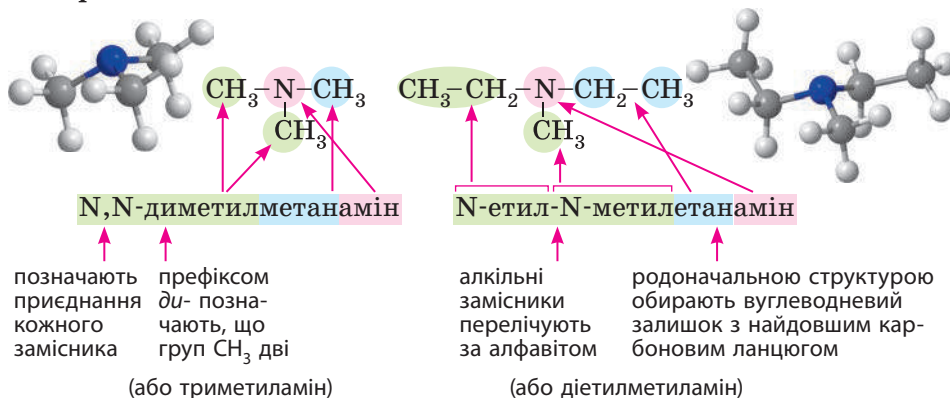 CH₃–N–CH₃
CH₃
CH₃–CH₂–N–CH₂–CH₃
CH₃
N,N-диметилметанамін
N-етил-N-метилетанамін
позначають
приєднання
кожного
замісника
префіксом
ди- позна-
чають, що
груп CH₃ дві
алкільні
замісники
перелічують
за алфавітом
родоначальною структурою
обирають вуглеводневий
залишок з найдовшим кар-
боновим ланцюгом
(або триметиламін)
(або діетилметиламін)